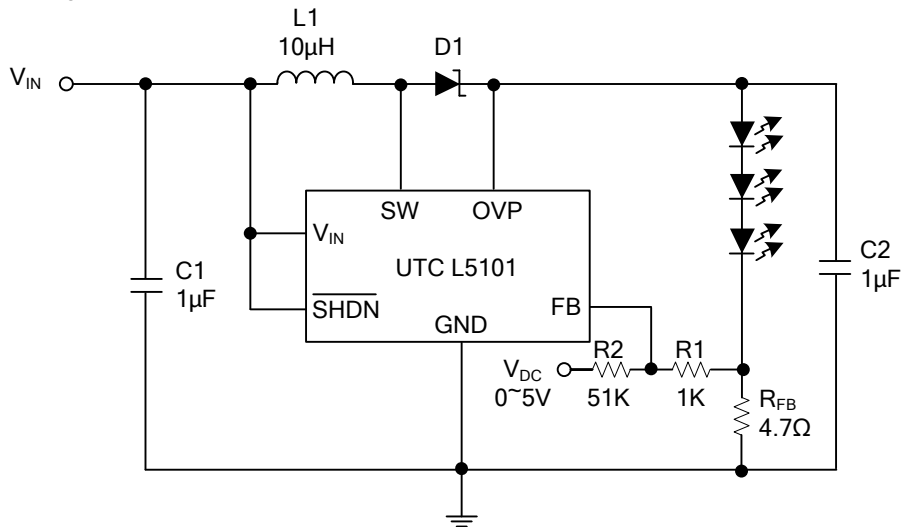 L1
10µH
D1
V_IN
SW
OVP
V_IN
UTC L5101
SHDN
FB
GND
C1
1µF
C2
1µF
V_DC
0~5V
R2
51K
R1
1K
R_FB
4.7Ω